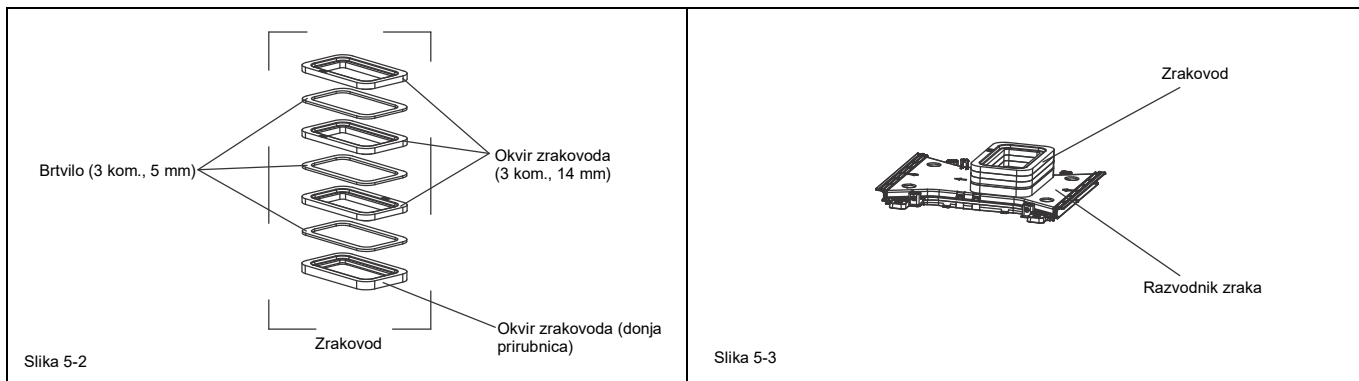 Brtvilo (3 kom., 5 mm)
Okvir zrakovoda
(3 kom., 14 mm)
Okvir zrakovoda (donja
prirubnica)
Zrakovod
Slika 5-2
Zrakovod
Razvodnik zraka
Slika 5-3